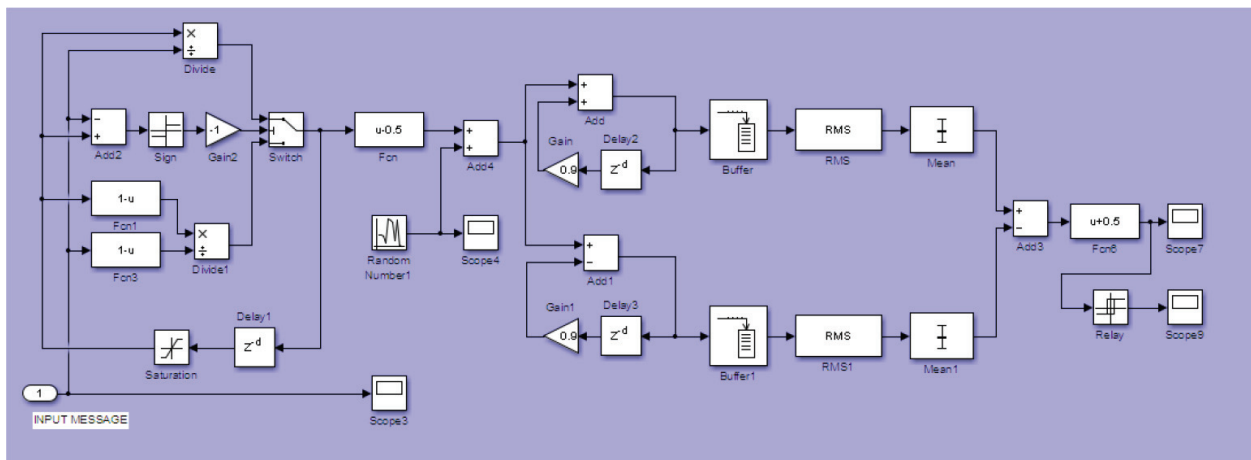 ×
÷
Divide
−
+
Add2
Sign
-1
Gain2
Switch
u-0.5
Fcn
+
+
Add4
1-u
Fcn1
1-u
Fcn3
×
÷
Divide1
Random
Number1
Scope4
Delay1
Z-d
Saturation
1
INPUT MESSAGE
Scope3
+
+
Add
Gain
0.9
Delay2
Z-d
Buffer
RMS
RMS
Mean
+
−
Add1
Gain1
0.9
Delay3
Z-d
Buffer1
RMS
RMS1
Mean1
+
−
Add3
u+0.5
Fcn6
Scope7
Relay
Scope9